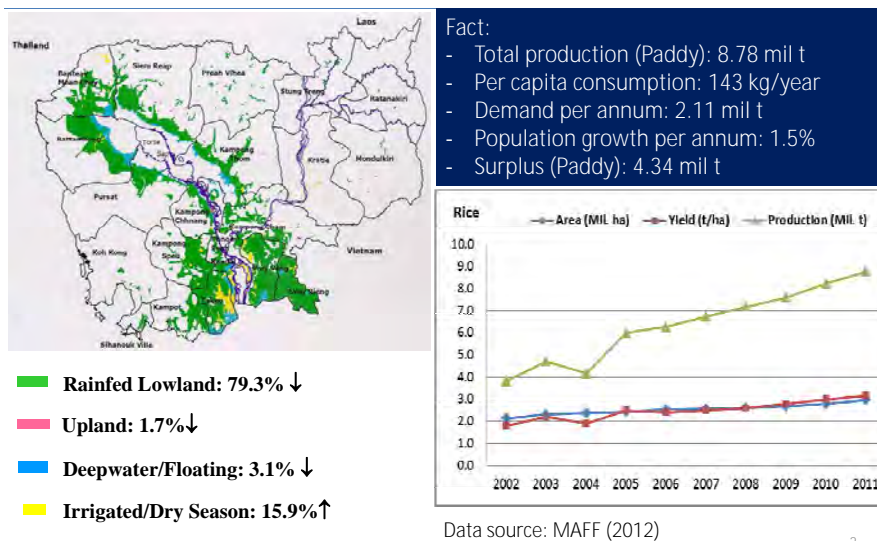 Laos
Thailand
Siem Reap
Preah Vihea
Banteay
Meanchey
Stung Treng
Ratanakiri
Kampong
Thom
Kratie
Mondulkiri
Pursat
Kampong
Chhnang
Koh Kong
Kampong
Speu
Vietnam
Kampot
Sihanouk Ville
Rainfed Lowland: 79.3% ↓
Upland: 1.7%↓
Deepwater/Floating: 3.1% ↓
Irrigated/Dry Season: 15.9%↑
Fact:
- Total production (Paddy): 8.78 mil t
- Per capita consumption: 143 kg/year
- Demand per annum: 2.11 mil t
- Population growth per annum: 1.5%
- Surplus (Paddy): 4.34 mil t
Rice
Area (Mil. ha) Yield (t/ha) Production (Mil. t)
10.0
9.0
8.0
7.0
6.0
5.0
4.0
3.0
2.0
1.0
0.0
2002 2003 2004 2005 2006 2007 2008 2009 2010 2011
Data source: MAFF (2012)